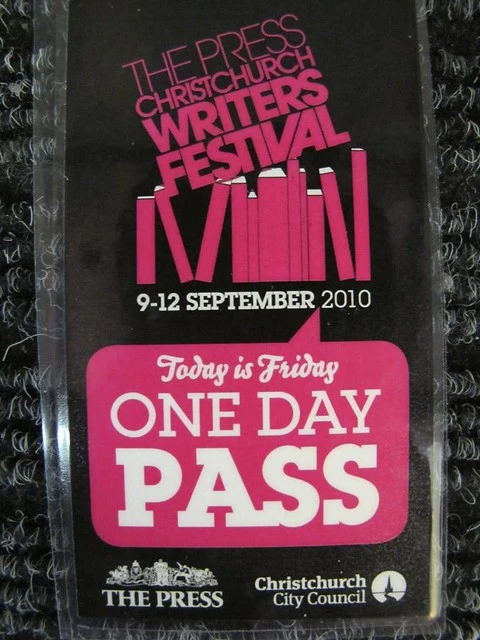 THE PRESS
CHRISTCHURCH
WRITERS
FESTIVAL
9-12 SEPTEMBER 2010
Today is Friday
ONE DAY
PASS
THE PRESS
Christchurch
City Council